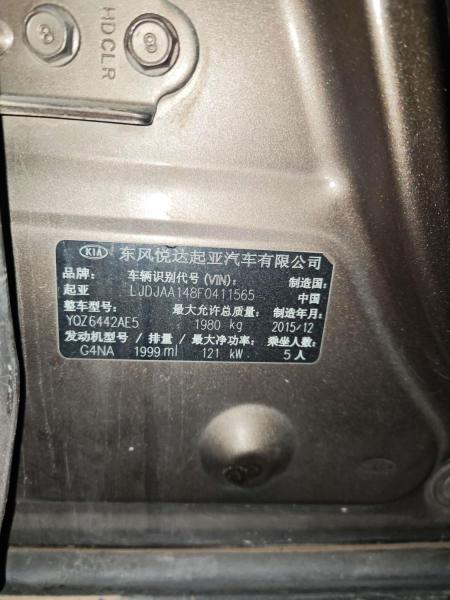 HDCLR
KIA 东风悦达起亚汽车有限公司
品牌: 车辆识别代号(VIN): 制造国:
起亚 LJDJAA148F0411565 中国
整车型号: 最大允许总质量: 制造年月:
YQZ6442AE5 1980 kg 2015/12
发动机型号 / 排量 / 最大净功率: 乘坐人数:
G4NA 1999 ml 121 kW 5 人